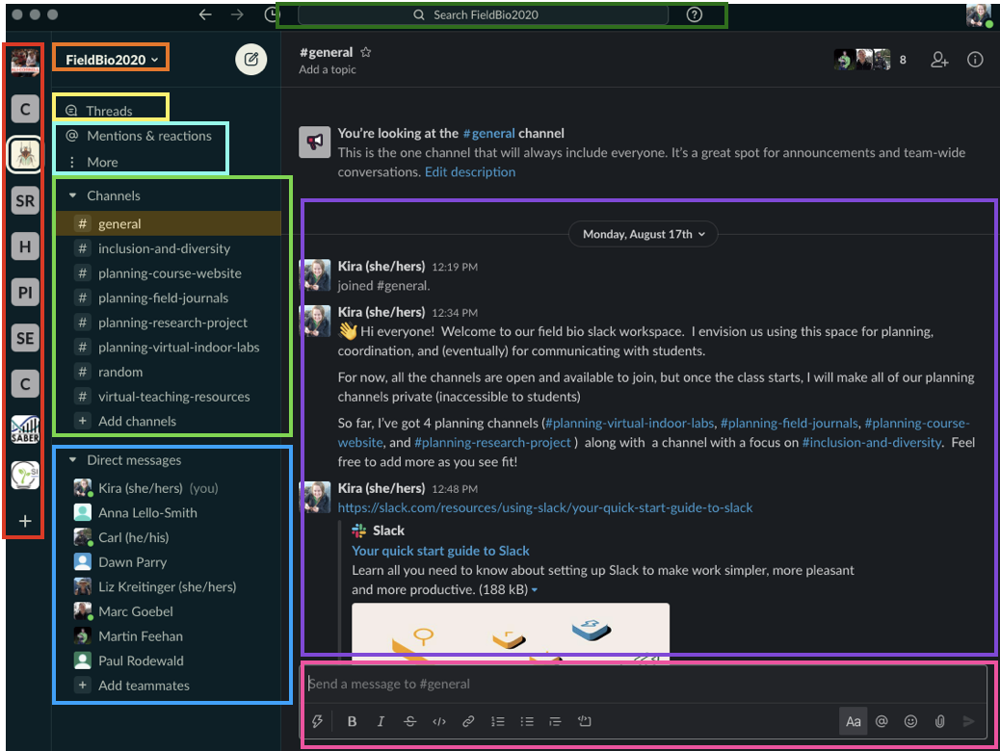 Search FieldBio2020
FieldBio2020
C
SR
H
PI
SE
C
SABER
SI
+
Threads
@ Mentions & reactions
More
Channels
# general
# inclusion-and-diversity
# planning-course-website
# planning-field-journals
# planning-research-project
# planning-virtual-indoor-labs
# random
# virtual-teaching-resources
+ Add channels
Direct messages
Kira (she/hers) (you)
Anna Lello-Smith
Carl (he/his)
Dawn Parry
Liz Kreitinger (she/hers)
Marc Goebel
Martin Feehan
Paul Rodewald
+ Add teammates
#general
Add a topic
8
You're looking at the #general channel
This is the one channel that will always include everyone. It's a great spot for announcements and team-wide
conversations. Edit description
Monday, August 17th
Kira (she/hers) 12:19 PM
joined #general.
Kira (she/hers) 12:34 PM
👋 Hi everyone! Welcome to our field bio slack workspace. I envision us using this space for planning,
coordination, and (eventually) for communicating with students.
For now, all the channels are open and available to join, but once the class starts, I will make all of our planning
channels private (inaccessible to students)
So far, I've got 4 planning channels (#planning-virtual-indoor-labs, #planning-field-journals, #planning-course-
website, and #planning-research-project ) along with a channel with a focus on #inclusion-and-diversity. Feel
free to add more as you see fit!
Kira (she/hers) 12:48 PM
https://slack.com/resources/using-slack/your-quick-start-guide-to-slack
Slack
Your quick start guide to Slack
Learn all you need to know about setting up Slack to make work simpler, more pleasant
and more productive. (188 kB)
Send a message to #general
B I S </> Aa @